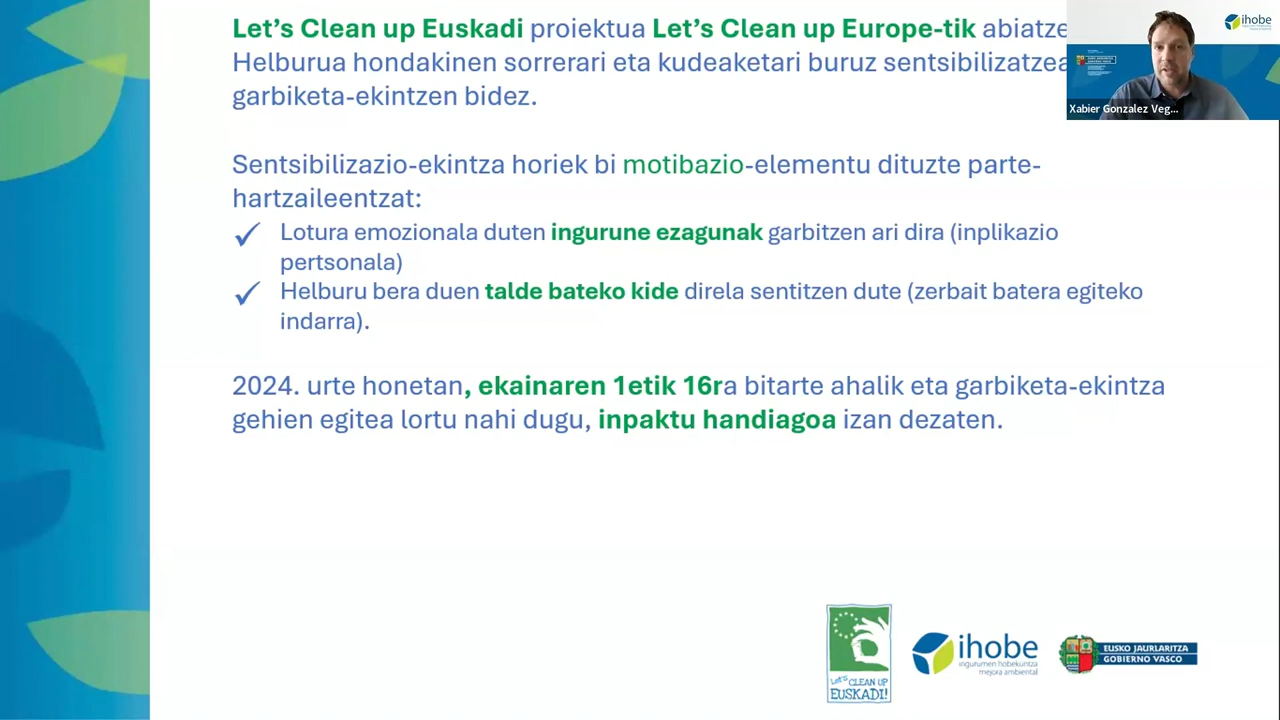 Let’s Clean up Euskadi proiektua Let’s Clean up Europe-tik abiatze
Helburua hondakinen sorrerari eta kudeaketari buruz sentsibilizatzea
garbiketa-ekintzen bidez.
Sentsibilizazio-ekintza horiek bi motibazio-elementu dituzte parte-
hartzaileentzat:
✓ Lotura emozionala duten ingurune ezagunak garbitzen ari dira (inplikazio
pertsonala)
✓ Helburu bera duen talde bateko kide direla sentitzen dute (zerbait batera egiteko
indarra).
2024. urte honetan, ekainaren 1etik 16ra bitarte ahalik eta garbiketa-ekintza
gehien egitea lortu nahi dugu, inpaktu handiagoa izan dezaten.
ihobe
Xabier Gonzalez Veg...
Let's CLEAN UP
EUSKADI!
ihobe
ingurumen hobekuntza
mejora ambiental
EUSKO JAURLARITZA
GOBIERNO VASCO